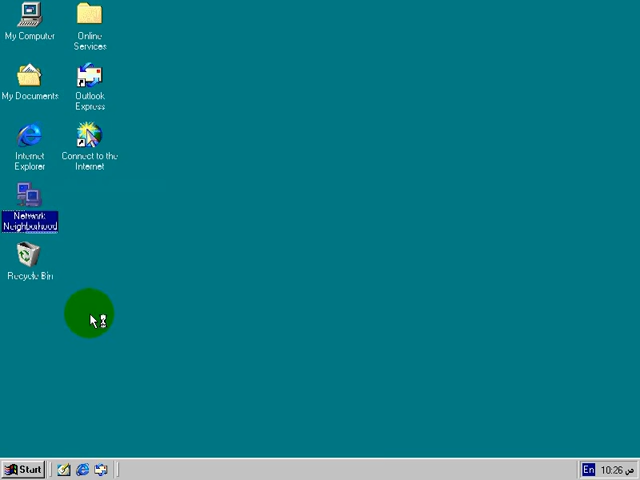 My Computer
Online
Services
My Documents
Outlook
Express
Internet
Explorer
Connect to the
Internet
Network
Neighborhood
Recycle Bin
Start
En
10:26 ص